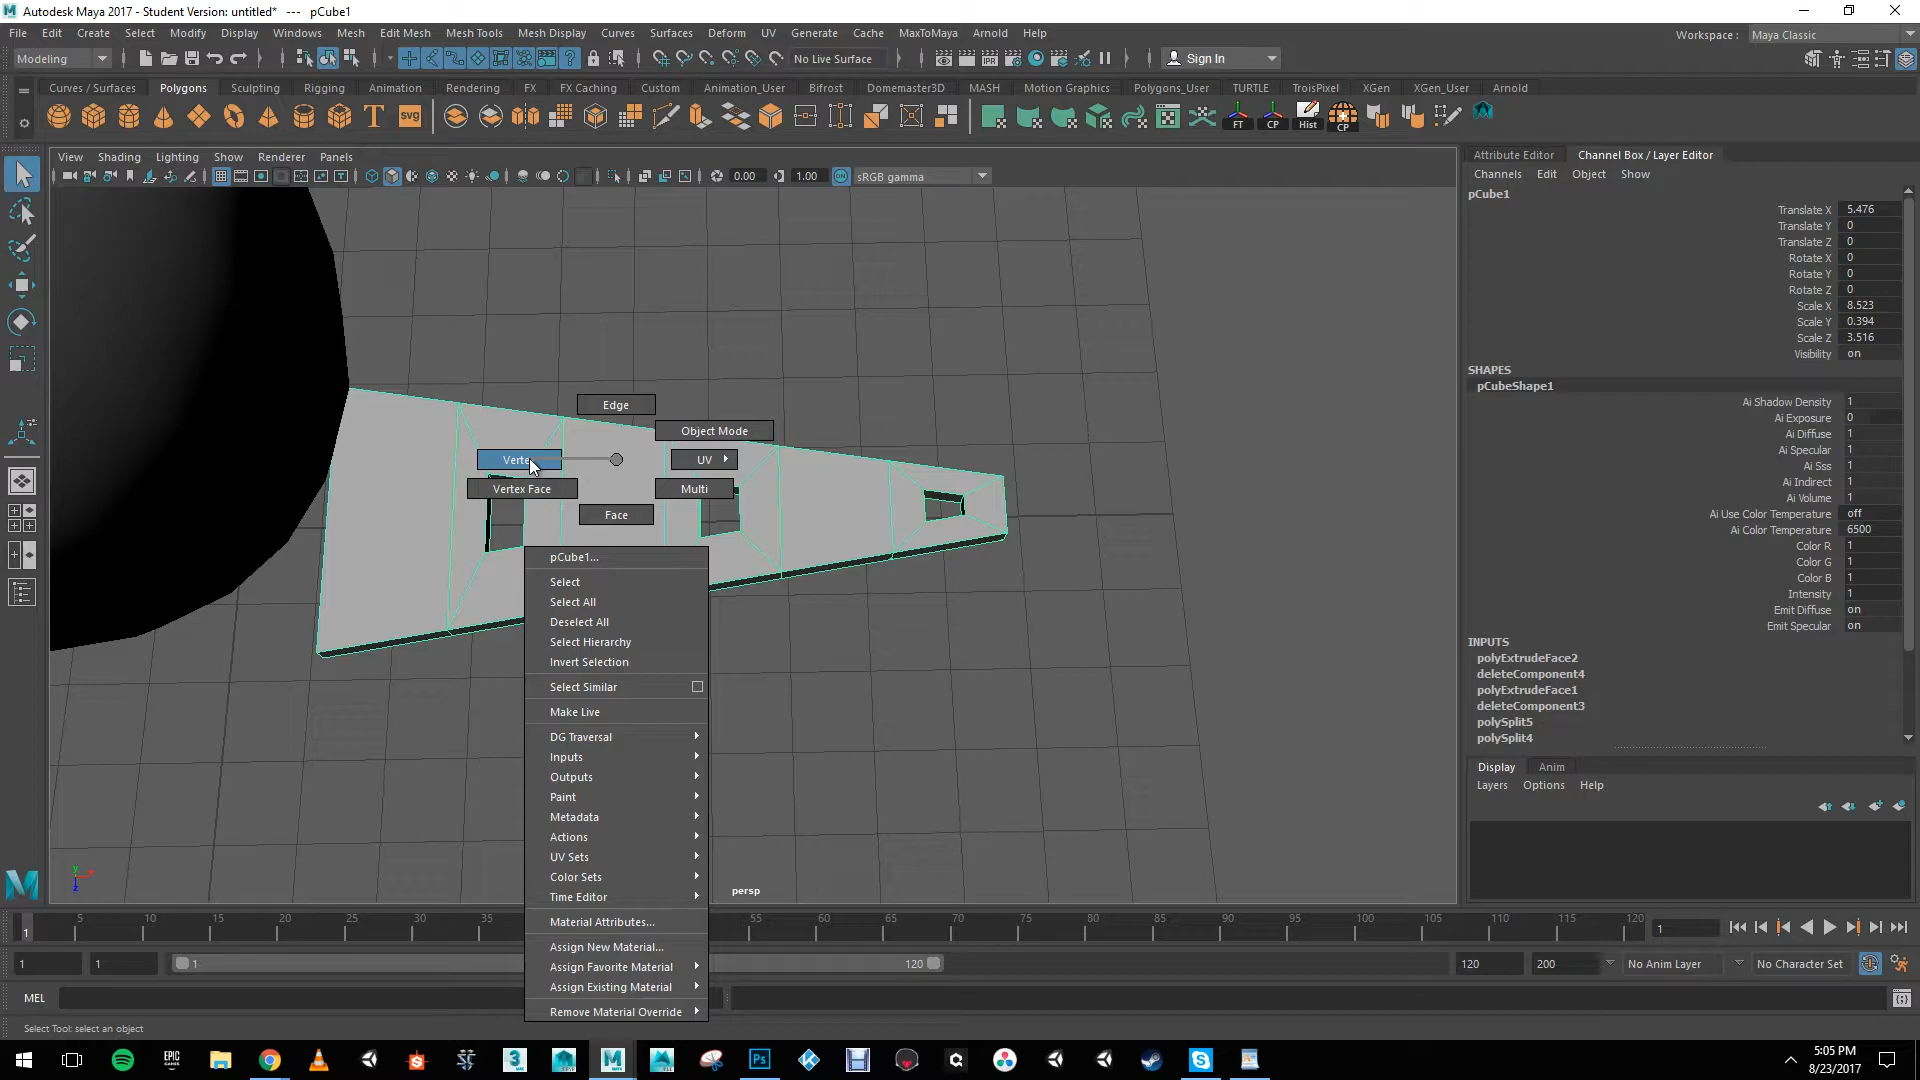 Autodesk Maya 2017 - Student Version: untitled* --- pCube1
File Edit Create Select Modify Display Windows Mesh Edit Mesh Mesh Tools Mesh Display Curves Surfaces Deform UV Generate Cache MaxToMaya Arnold Help
Workspace : Maya Classic
Modeling
No Live Surface
Sign In
Curves / Surfaces Polygons Sculpting Rigging Animation Rendering FX FX Caching Custom Animation_User Bifrost Domemaster3D MASH Motion Graphics Polygons_User TURTLE TroisPixel XGen XGen_User Arnold
SVG
FT CP Hist CP
View Shading Lighting Show Renderer Panels
0.00 1.00 ON sRGB gamma
Attribute Editor Channel Box / Layer Editor
Channels Edit Object Show
pCube1
Translate X 5.476
Translate Y 0
Translate Z 0
Rotate X 0
Rotate Y 0
Rotate Z 0
Scale X 8.523
Scale Y 0.394
Scale Z 3.516
Visibility on
SHAPES
pCubeShape1
Ai Shadow Density 1
Ai Exposure 0
Ai Diffuse 1
Ai Specular 1
Ai Sss 1
Ai Indirect 1
Ai Volume 1
Ai Use Color Temperature off
Ai Color Temperature 6500
Color R 1
Color G 1
Color B 1
Intensity 1
Emit Diffuse on
Emit Specular on
INPUTS
polyExtrudeFace2
deleteComponent4
polyExtrudeFace1
deleteComponent3
polySplit5
polySplit4
Display Anim
Layers Options Help
Edge
Object Mode
Verte
UV
Vertex Face
Multi
Face
pCube1...
Select
Select All
Deselect All
Select Hierarchy
Invert Selection
Select Similar
Make Live
DG Traversal
Inputs
Outputs
Paint
Metadata
Actions
UV Sets
Color Sets
Time Editor
Material Attributes...
Assign New Material...
Assign Favorite Material
Assign Existing Material
Remove Material Override
persp
5 10 15 20 25 30 35 55 60 65 70 75 80 85 90 95 100 105 110 115 120
1 1
1 1 1 120 120 200 No Anim Layer No Character Set
MEL
Select Tool: select an object
EPIC GAMES 3 Ps
5:05 PM
8/23/2017